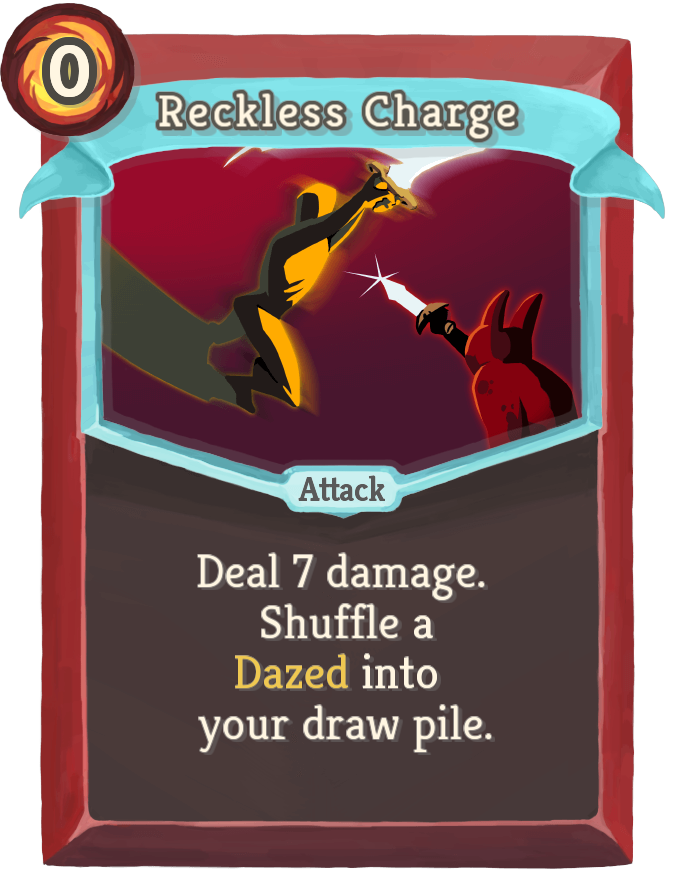 0
Reckless Charge
Attack
Deal 7 damage.
Shuffle a
Dazed into
your draw pile.